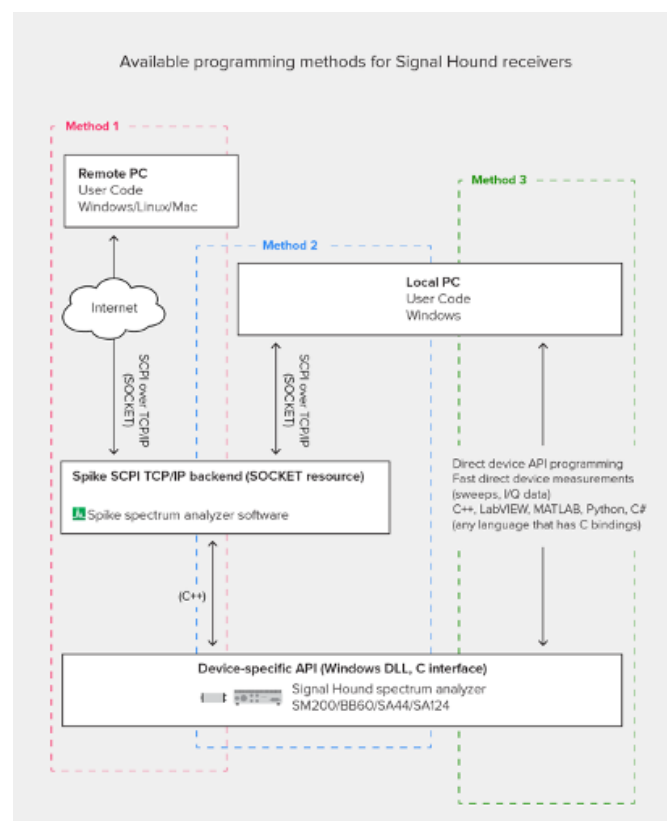 Available programming methods for Signal Hound receivers
Method 1
Remote PC
User Code
Windows/Linux/Mac
Method 3
Method 2
Internet
Local PC
User Code
Windows
SCPI over TCP/IP
(SOCKET)
SCPI over TCP/IP
(SOCKET)
Spike SCPI TCP/IP backend (SOCKET resource)
Spike spectrum analyzer software
Direct device API programming
Fast direct device measurements
(sweeps, I/Q data)
C++, LabVIEW, MATLAB, Python, C#
(any language that has C bindings)
(C++)
Device-specific API (Windows DLL, C interface)
Signal Hound spectrum analyzer
SM200/BB60/SA44/SA124